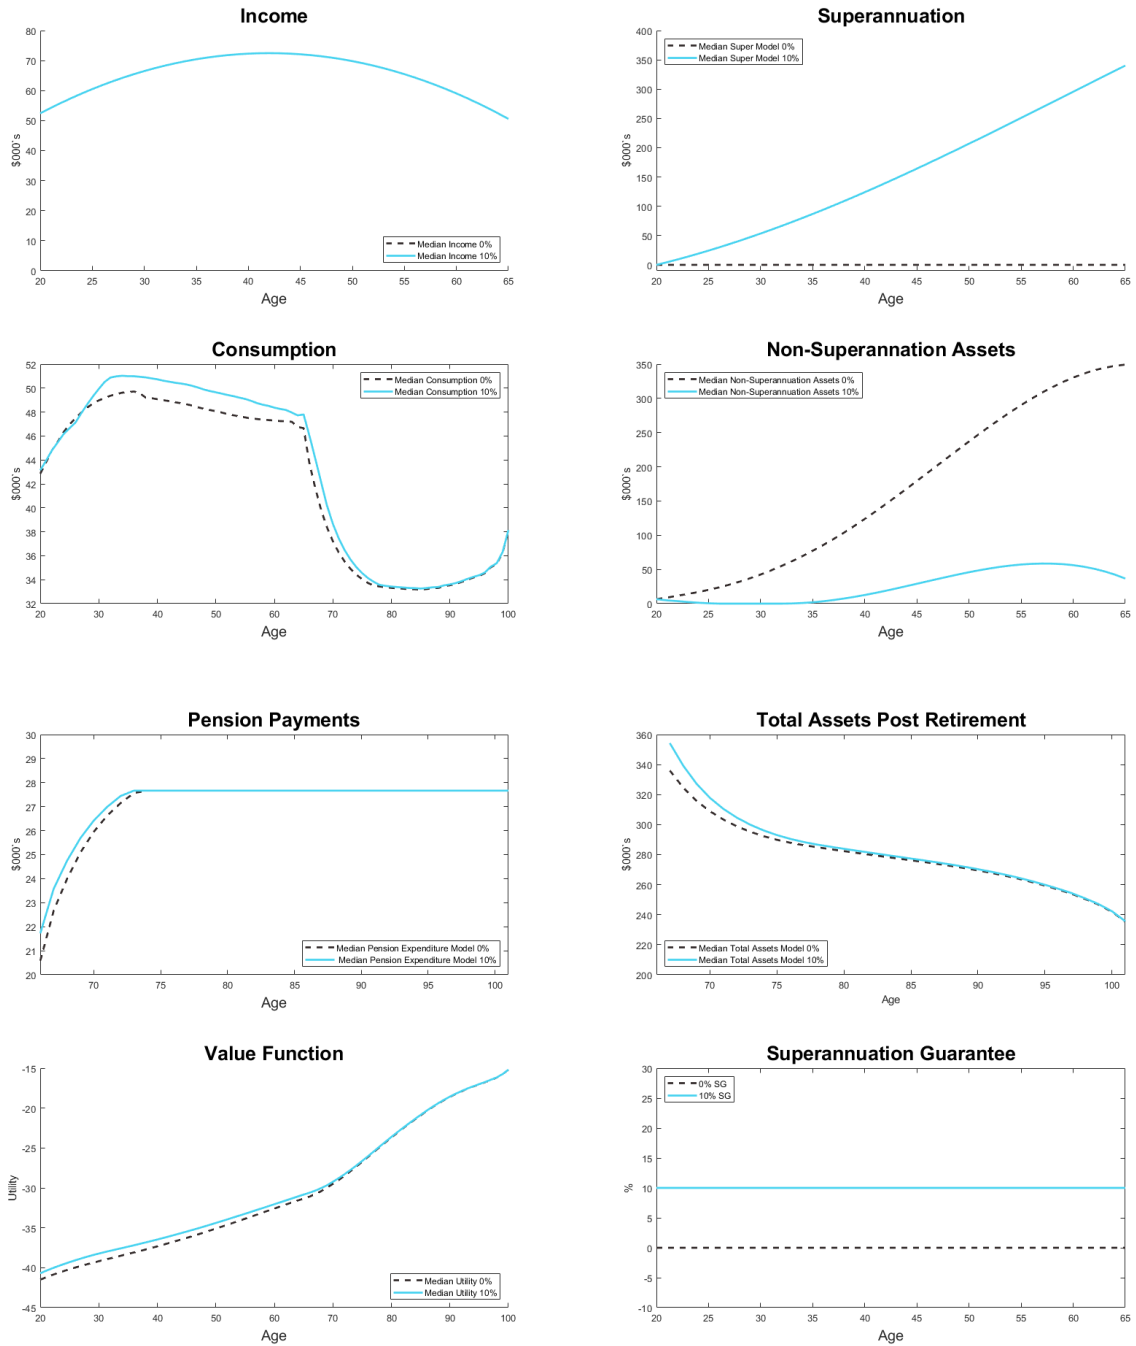 Income
80
70
60
50
40
30
20
10
0
$000`s
Median Income 0%
Median Income 10%
20 25 30 35 40 45 50 55 60 65
Age
Superannuation
400
350
300
250
200
150
100
50
0
$000`s
Median Super Model 0%
Median Super Model 10%
20 25 30 35 40 45 50 55 60 65
Age
Consumption
52
50
48
46
44
42
40
38
36
34
32
$000`s
Median Consumption 0%
Median Consumption 10%
20 30 40 50 60 70 80 90 100
Age
Non-Superannation Assets
350
300
250
200
150
100
50
0
$000`s
Median Non-Superannuation Assets 0%
Median Non-Superannuation Assets 10%
20 25 30 35 40 45 50 55 60 65
Age
Pension Payments
30
29
28
27
26
25
24
23
22
21
20
$000`s
Median Pension Expenditure Model 0%
Median Pension Expenditure Model 10%
70 75 80 85 90 95 100
Age
Total Assets Post Retirement
360
340
320
300
280
260
240
220
200
$000`s
Median Total Assets Model 0%
Median Total Assets Model 10%
70 75 80 85 90 95 100
Age
Value Function
-15
-20
-25
-30
-35
-40
-45
Utility
Median Utility 0%
Median Utility 10%
20 30 40 50 60 70 80 90 100
Age
Superannuation Guarantee
30
25
20
15
10
5
0
-5
-10
%
0% SG
10% SG
20 25 30 35 40 45 50 55 60 65
Age